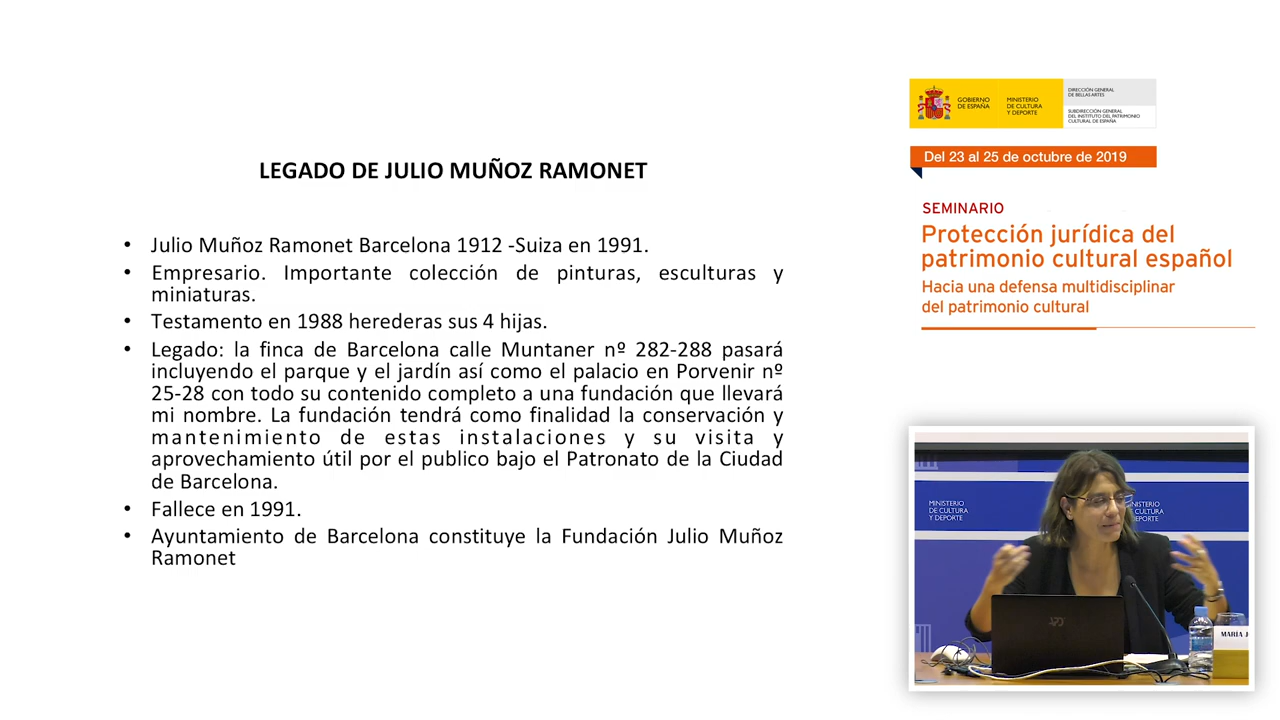 LEGADO DE JULIO MUÑOZ RAMONET
• Julio Muñoz Ramonet Barcelona 1912 -Suiza en 1991.
• Empresario. Importante colección de pinturas, esculturas y
miniaturas.
• Testamento en 1988 herederas sus 4 hijas.
• Legado: la finca de Barcelona calle Muntaner nº 282-288 pasará
incluyendo el parque y el jardín así como el palacio en Porvenir nº
25-28 con todo su contenido completo a una fundación que llevará
mi nombre. La fundación tendrá como finalidad la conservación y
mantenimiento de estas instalaciones y su visita y
aprovechamiento útil por el publico bajo el Patronato de la Ciudad
de Barcelona.
• Fallece en 1991.
• Ayuntamiento de Barcelona constituye la Fundación Julio Muñoz
Ramonet
GOBIERNO
DE ESPAÑA
MINISTERIO
DE CULTURA
Y DEPORTE
DIRECCIÓN GENERAL
DE BELLAS ARTES
SUBDIRECCIÓN GENERAL
DEL INSTITUTO DEL PATRIMONIO
CULTURAL DE ESPAÑA
Del 23 al 25 de octubre de 2019
SEMINARIO
Protección jurídica del
patrimonio cultural español
Hacia una defensa multidisciplinar
del patrimonio cultural
MINISTERIO
DE CULTURA
Y DEPORTE
NISTERIO
CULTURA
EPORTE
MARÍA J